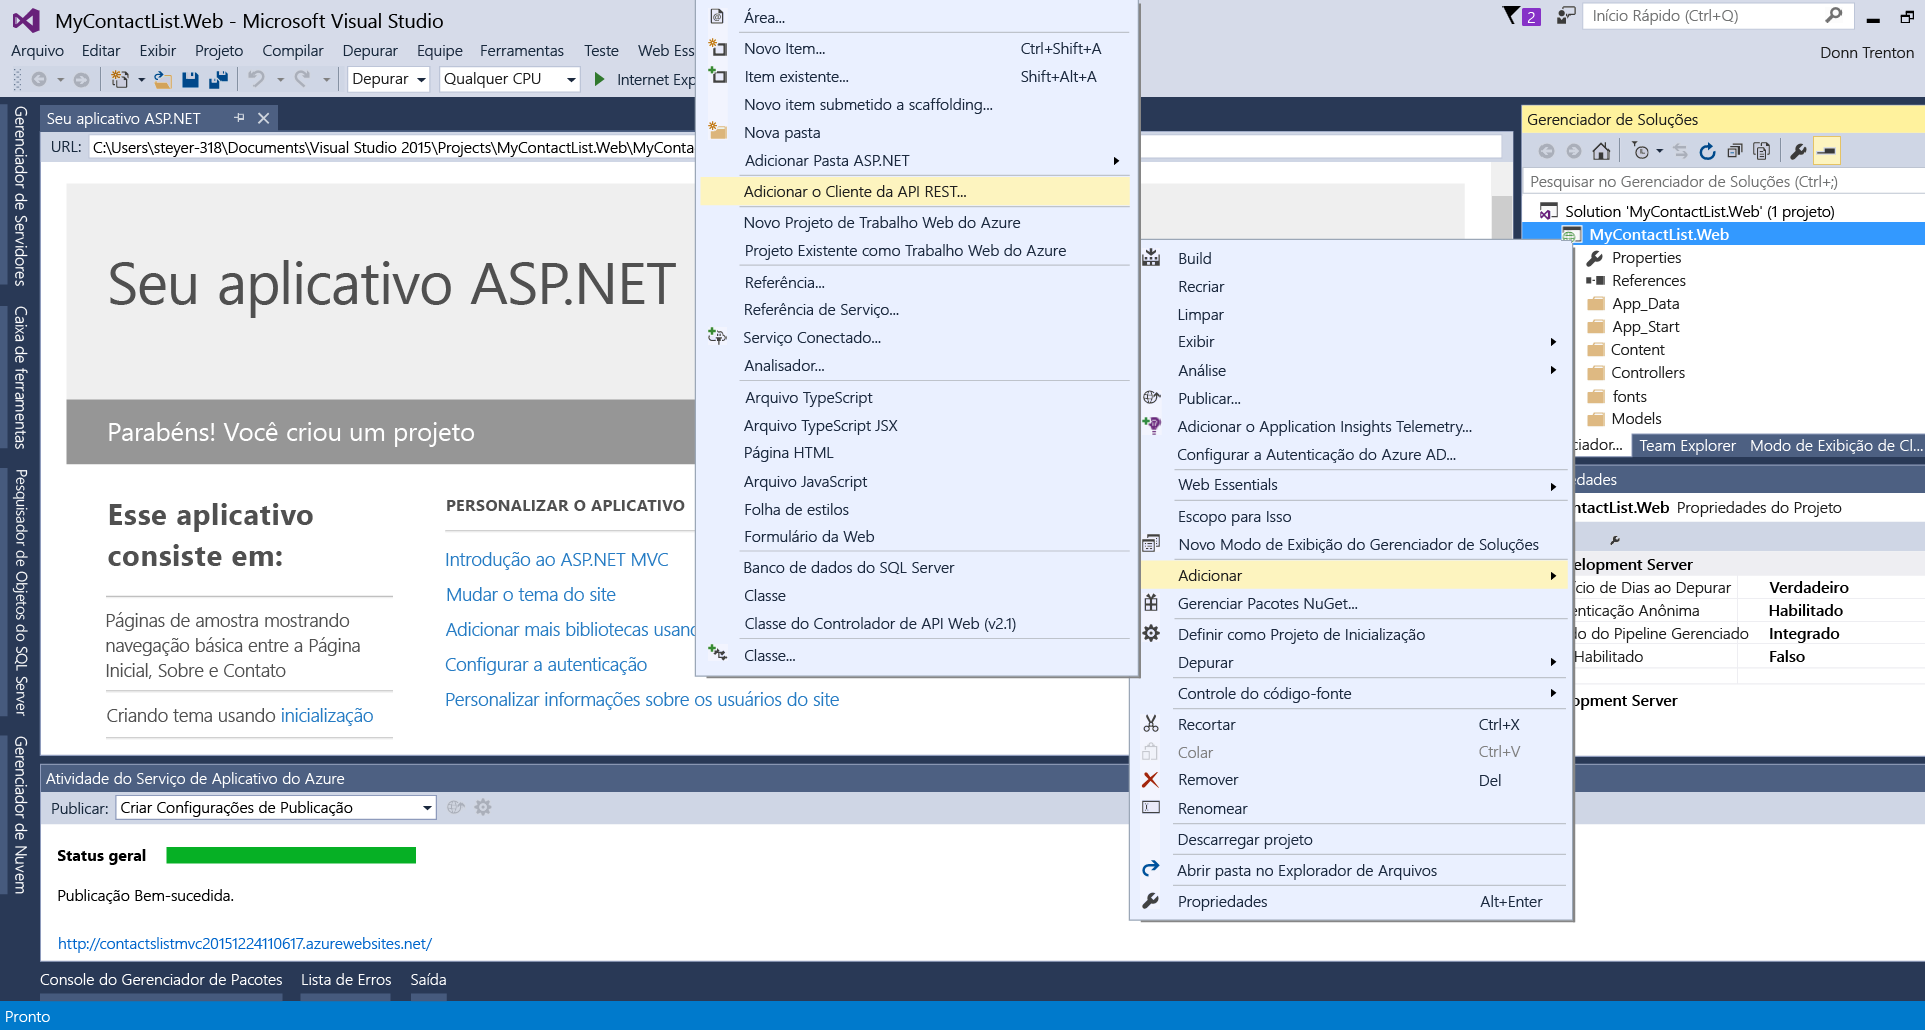 MyContactList.Web - Microsoft Visual Studio
2
Início Rápido (Ctrl+Q)
Arquivo Editar Exibir Projeto Compilar Depurar Equipe Ferramentas Teste Web Ess
Donn Trenton
Depurar Qualquer CPU Internet Exp
Gerenciador de Servidores
Caixa de ferramentas
Pesquisador de Objetos do SQL Server
Gerenciador de Nuvem
Seu aplicativo ASP.NET
URL: C:\Users\steyer-318\Documents\Visual Studio 2015\Projects\MyContactList.Web\MyConta
Seu aplicativo ASP.NET
Parabéns! Você criou um projeto
Esse aplicativo
consiste em:
Páginas de amostra mostrando
navegação básica entre a Página
Inicial, Sobre e Contato
Criando tema usando inicialização
PERSONALIZAR O APLICATIVO
Introdução ao ASP.NET MVC
Mudar o tema do site
Adicionar mais bibliotecas usand
Configurar a autenticação
Personalizar informações sobre os usuários do site
Área...
Novo Item... Ctrl+Shift+A
Item existente... Shift+Alt+A
Novo item submetido a scaffolding...
Nova pasta
Adicionar Pasta ASP.NET
Adicionar o Cliente da API REST...
Novo Projeto de Trabalho Web do Azure
Projeto Existente como Trabalho Web do Azure
Referência...
Referência de Serviço...
Serviço Conectado...
Analisador...
Arquivo TypeScript
Arquivo TypeScript JSX
Página HTML
Arquivo JavaScript
Folha de estilos
Formulário da Web
Banco de dados do SQL Server
Classe
Classe do Controlador de API Web (v2.1)
Classe...
Build
Recriar
Limpar
Exibir
Análise
Publicar...
Adicionar o Application Insights Telemetry...
Configurar a Autenticação do Azure AD...
Web Essentials
Escopo para Isso
Novo Modo de Exibição do Gerenciador de Soluções
Adicionar
Gerenciar Pacotes NuGet...
Definir como Projeto de Inicialização
Depurar
Controle do código-fonte
Recortar Ctrl+X
Colar Ctrl+V
Remover Del
Renomear
Descarregar projeto
Abrir pasta no Explorador de Arquivos
Propriedades Alt+Enter
Gerenciador de Soluções
Pesquisar no Gerenciador de Soluções (Ctrl+;)
Solution 'MyContactList.Web' (1 projeto)
MyContactList.Web
Properties
References
App_Data
App_Start
Content
Controllers
fonts
Models
ciador... Team Explorer Modo de Exibição de Cl...
edades
ntactList.Web Propriedades do Projeto
elopment Server
ício de Dias ao Depurar Verdadeiro
enticação Anônima Habilitado
do do Pipeline Gerenciado Integrado
Habilitado Falso
opment Server
Atividade do Serviço de Aplicativo do Azure
Publicar: Criar Configurações de Publicação
Status geral
Publicação Bem-sucedida.
http://contactslistmvc20151224110617.azurewebsites.net/
Console do Gerenciador de Pacotes Lista de Erros Saída
Pronto